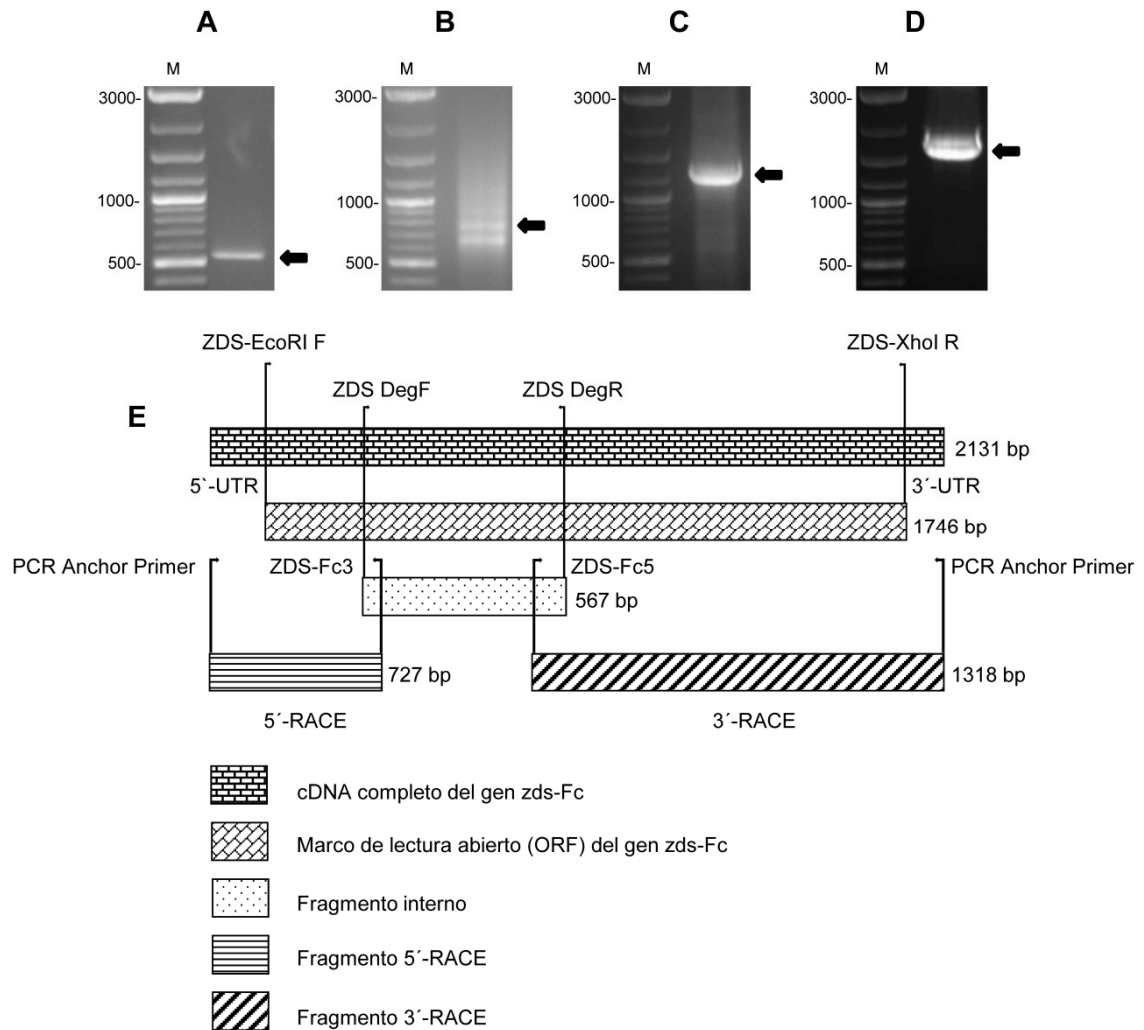 A B C D
M M M M
3000- 3000- 3000- 3000-
1000- 1000- 1000- 1000-
500- 500- 500- 500-
ZDS-EcoRI F ZDS-XhoI R
ZDS DegF ZDS DegR
E
2131 bp
5`-UTR 3´-UTR
1746 bp
PCR Anchor Primer ZDS-Fc3 ZDS-Fc5 PCR Anchor Primer
567 bp
727 bp 1318 bp
5´-RACE 3´-RACE
cDNA completo del gen zds-Fc
Marco de lectura abierto (ORF) del gen zds-Fc
Fragmento interno
Fragmento 5´-RACE
Fragmento 3´-RACE